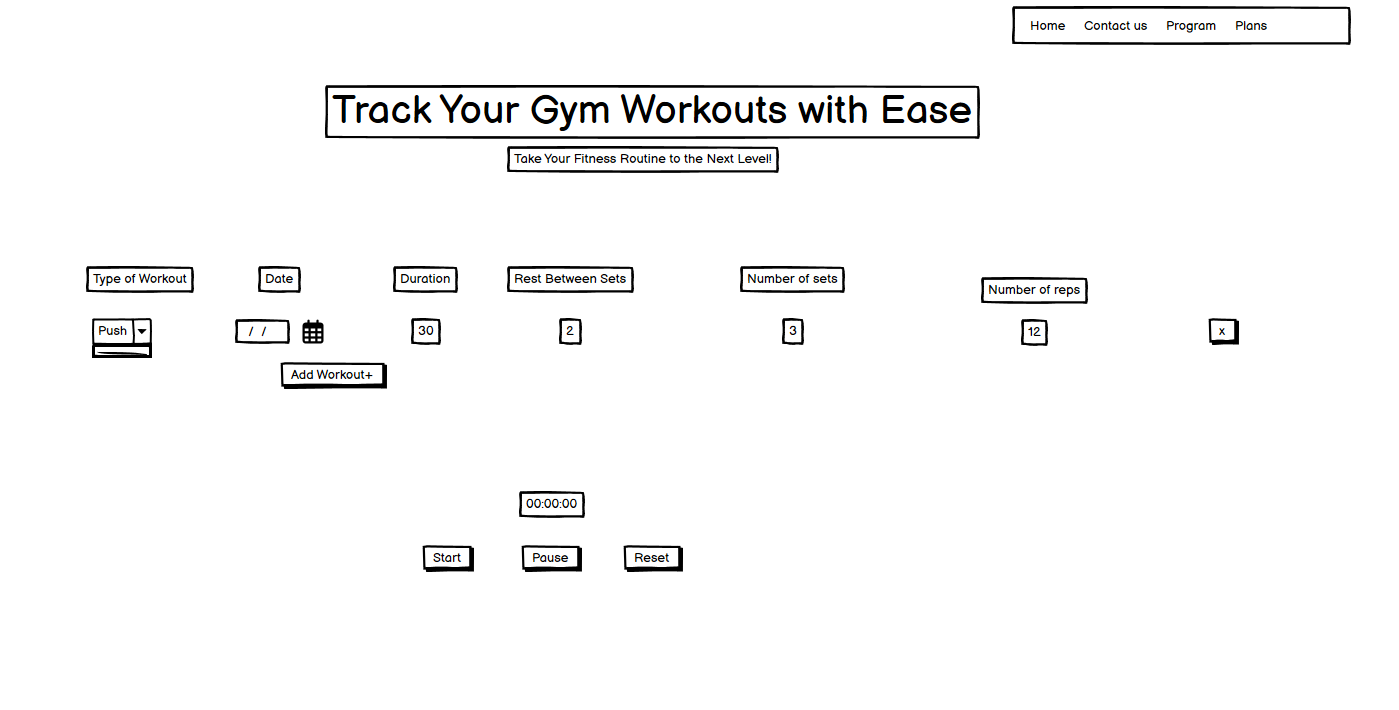 Home Contact us Program Plans
Track Your Gym Workouts with Ease
Take Your Fitness Routine to the Next Level!
Type of Workout Date Duration Rest Between Sets Number of sets Number of reps
Push / / 30 2 3 12 x
Add Workout+
00:00:00
Start Pause Reset